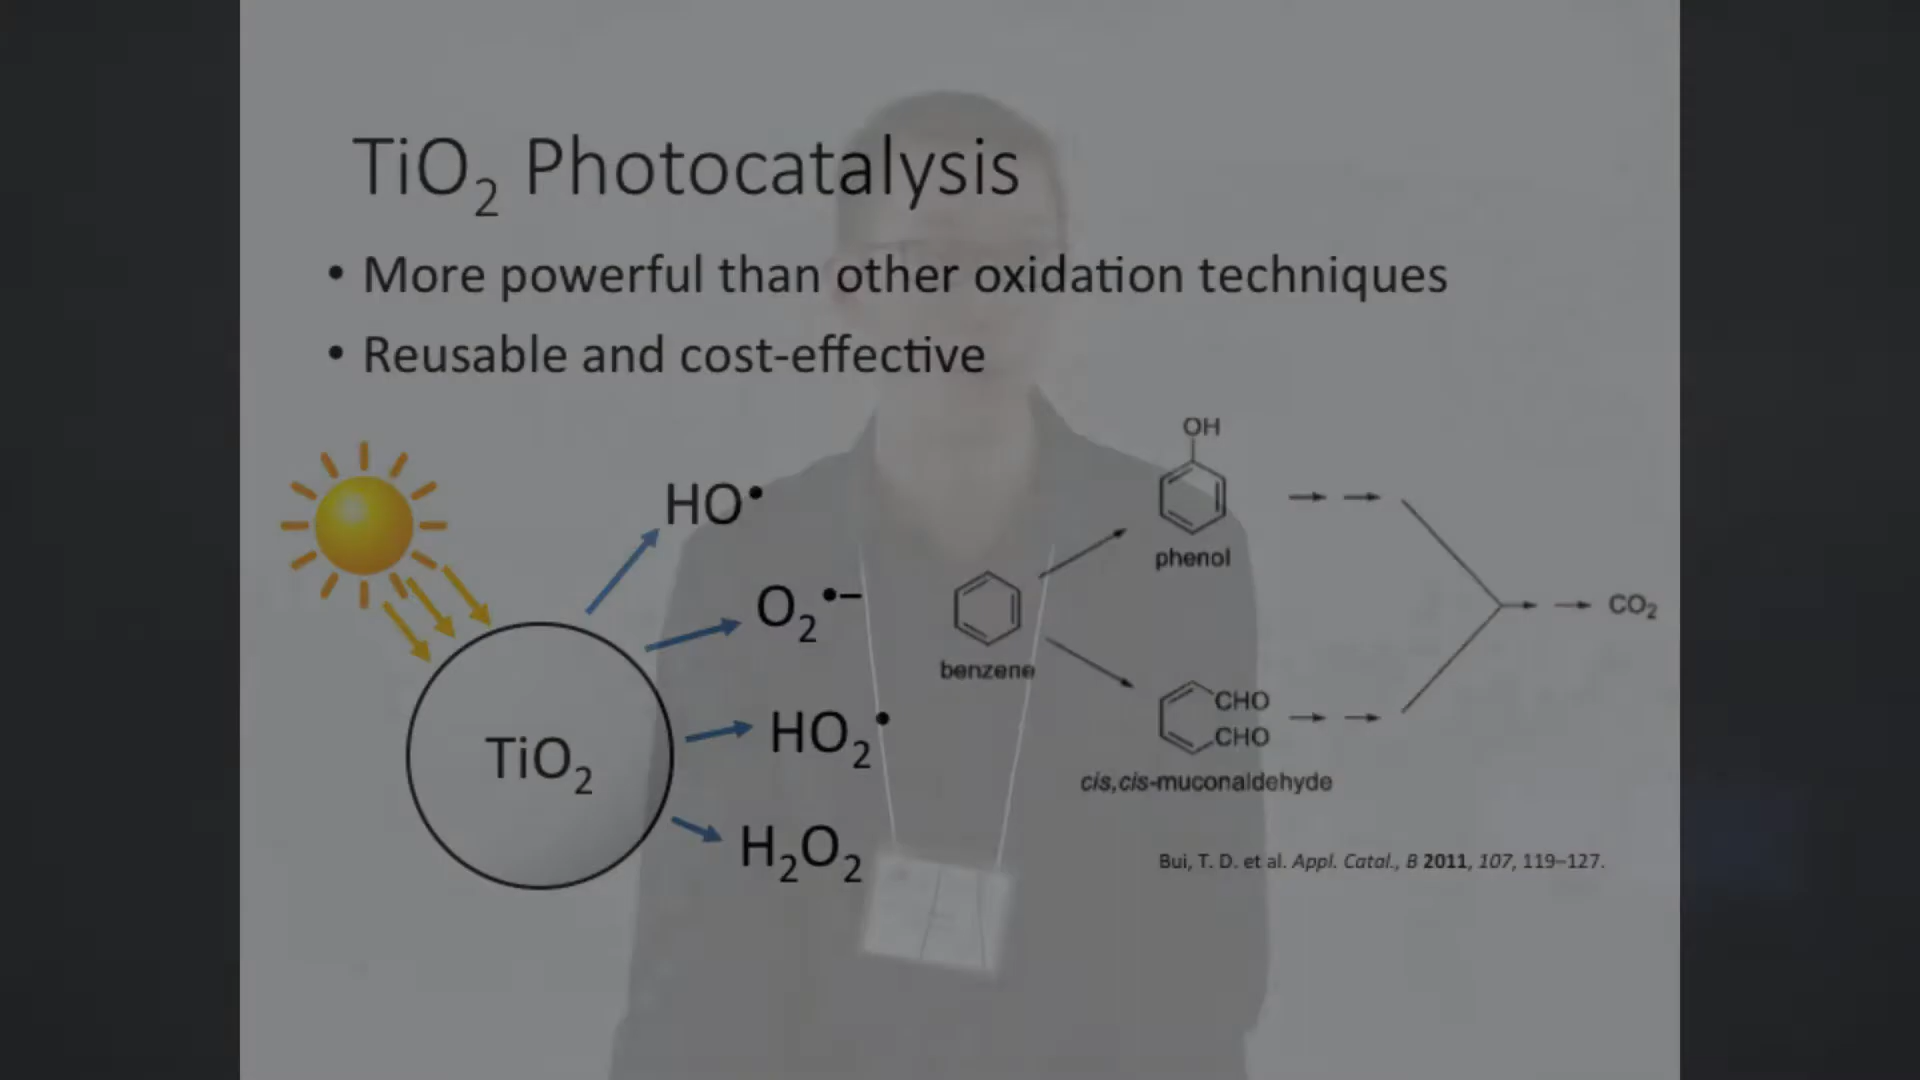 TiO₂ Photocatalysis
• More powerful than other oxidation techniques
• Reusable and cost-effective
HO•
O₂•–
HO₂•
H₂O₂
TiO₂
OH
phenol
benzene
CHO
CHO
cis,cis-muconaldehyde
CO₂
Bui, T. D. et al. Appl. Catal., B 2011, 107, 119–127.